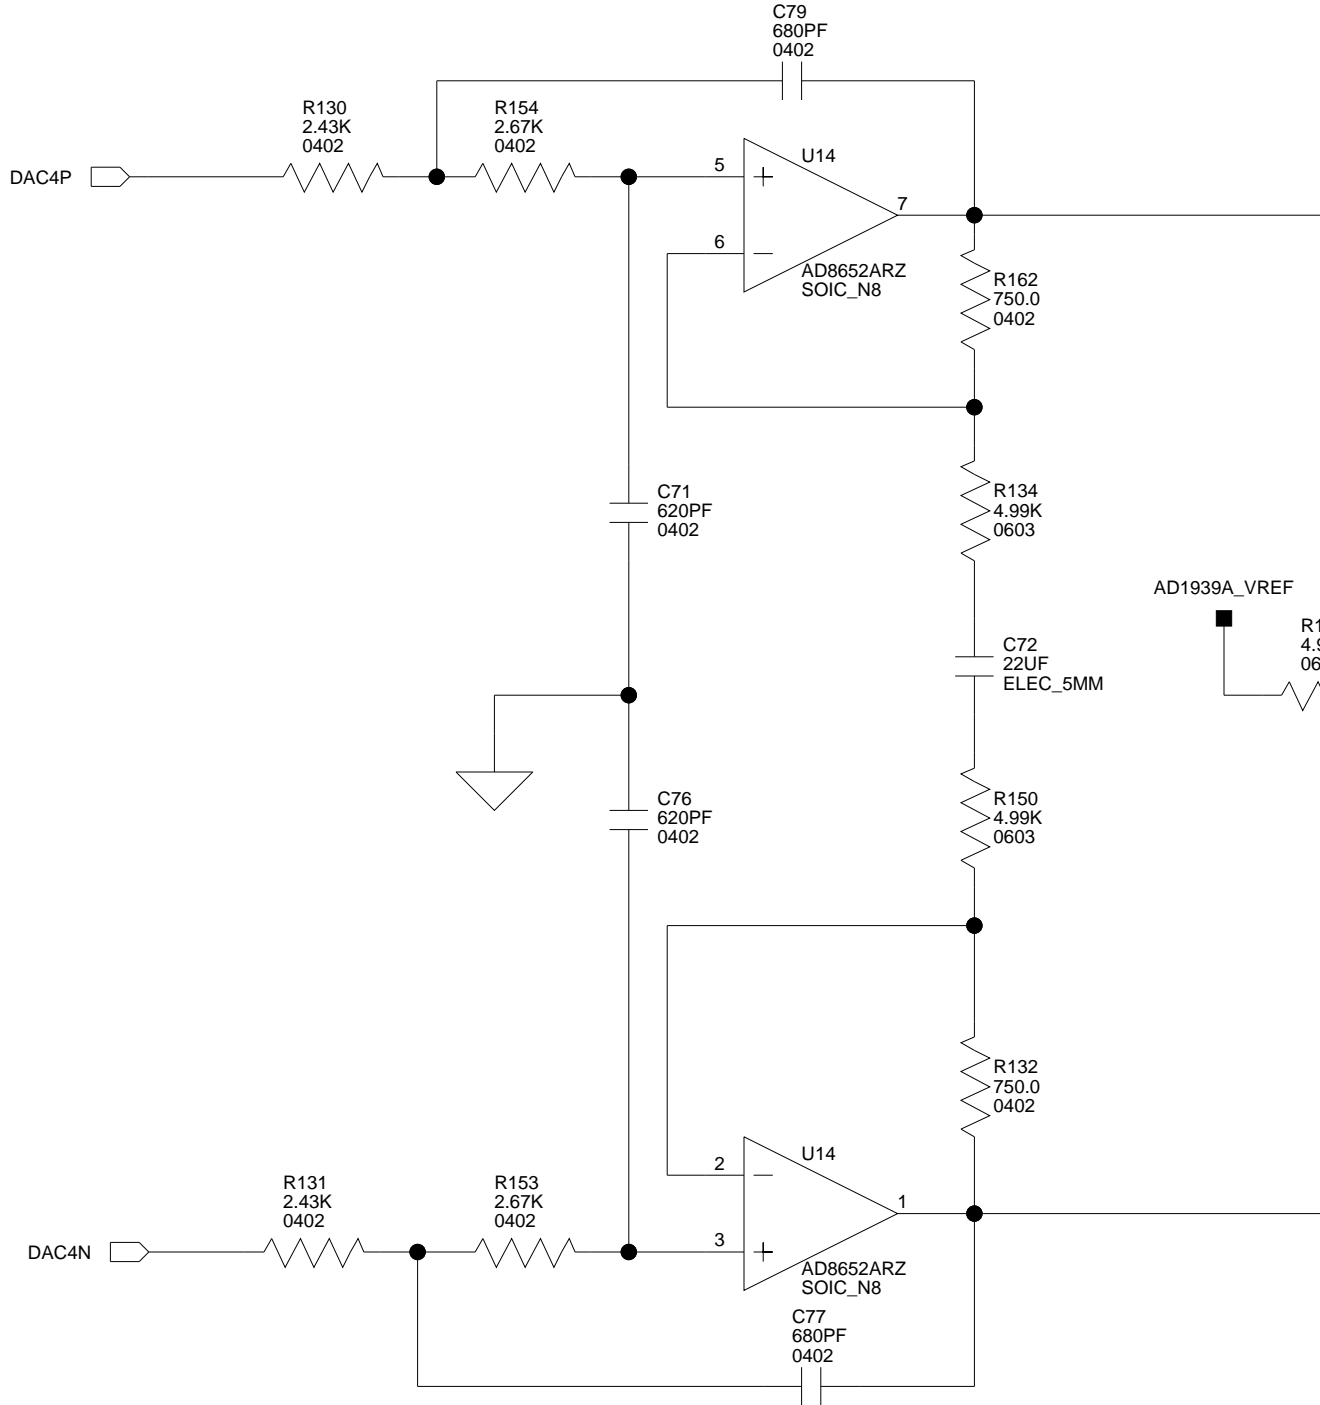 C79
680PF
0402
R130
2.43K
0402
R154
2.67K
0402
DAC4P
5
6
7
U14
AD8652ARZ
SOIC_N8
R162
750.0
0402
C71
620PF
0402
R134
4.99K
0603
AD1939A_VREF
C72
22UF
ELEC_5MM
C76
620PF
0402
R150
4.99K
0603
R132
750.0
0402
U14
2
3
1
AD8652ARZ
SOIC_N8
R131
2.43K
0402
R153
2.67K
0402
DAC4N
C77
680PF
0402